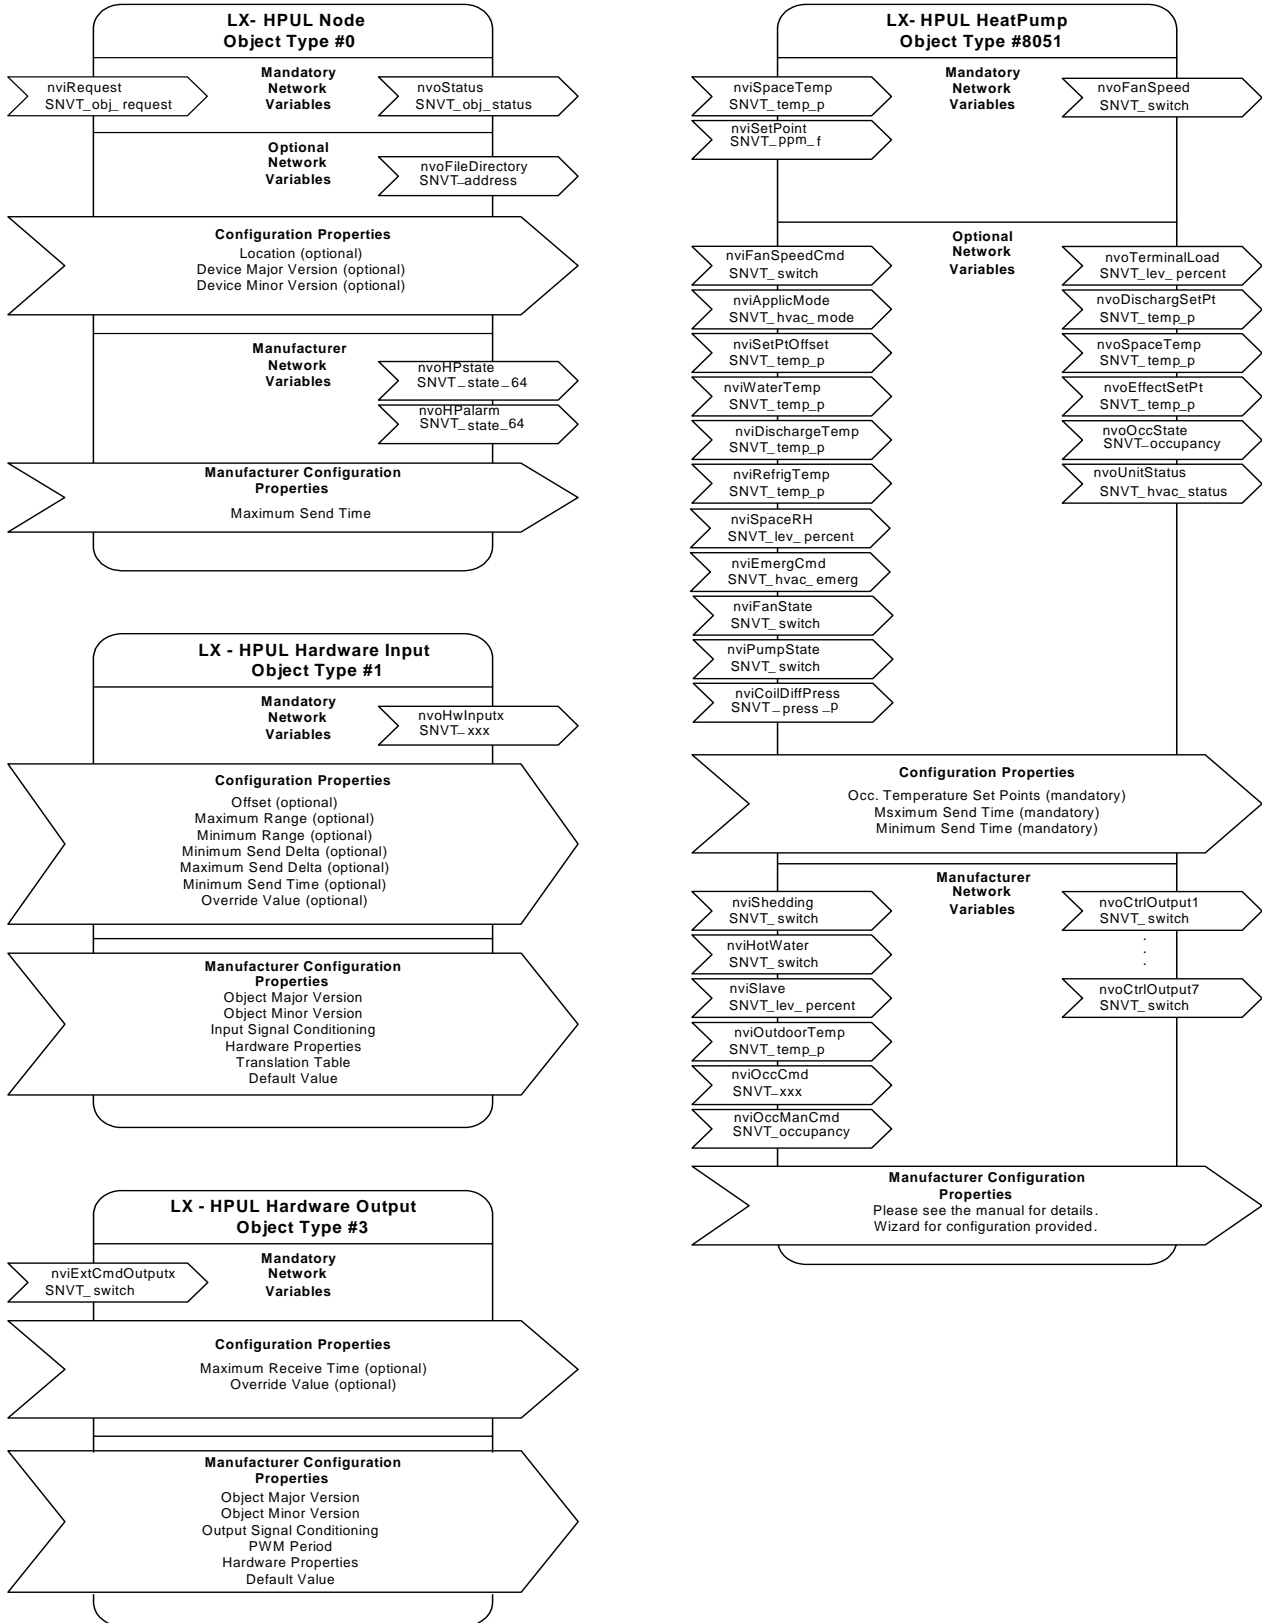 LX- HPUL Node
Object Type #0
Mandatory
Network
Variables
nviRequest
SNVT_obj_request
nvoStatus
SNVT_obj_status
Optional
Network
Variables
nvoFileDirectory
SNVT_address
Configuration Properties
Location (optional)
Device Major Version (optional)
Device Minor Version (optional)
Manufacturer
Network
Variables
nvoHPstate
SNVT_state_64
nvoHPalarm
SNVT_state_64
Manufacturer Configuration
Properties
Maximum Send Time
LX - HPUL Hardware Input
Object Type #1
Mandatory
Network
Variables
nvoHwInputx
SNVT_xxx
Configuration Properties
Offset (optional)
Maximum Range (optional)
Minimum Range (optional)
Minimum Send Delta (optional)
Maximum Send Delta (optional)
Minimum Send Time (optional)
Override Value (optional)
Manufacturer Configuration
Properties
Object Major Version
Object Minor Version
Input Signal Conditioning
Hardware Properties
Translation Table
Default Value
LX - HPUL Hardware Output
Object Type #3
Mandatory
Network
Variables
nviExtCmdOutputx
SNVT_switch
Configuration Properties
Maximum Receive Time (optional)
Override Value (optional)
Manufacturer Configuration
Properties
Object Major Version
Object Minor Version
Output Signal Conditioning
PWM Period
Hardware Properties
Default Value
LX- HPUL HeatPump
Object Type #8051
Mandatory
Network
Variables
nviSpaceTemp
SNVT_temp_p
nviSetPoint
SNVT_ppm_f
nvoFanSpeed
SNVT_switch
Optional
Network
Variables
nviFanSpeedCmd
SNVT_switch
nviApplicMode
SNVT_hvac_mode
nviSetPtOffset
SNVT_temp_p
nviWaterTemp
SNVT_temp_p
nviDischargeTemp
SNVT_temp_p
nviRefrigTemp
SNVT_temp_p
nviSpaceRH
SNVT_lev_percent
nviEmergCmd
SNVT_hvac_emerg
nviFanState
SNVT_switch
nviPumpState
SNVT_switch
nviCoilDiffPress
SNVT_press_p
nvoTerminalLoad
SNVT_lev_percent
nvoDischargSetPt
SNVT_temp_p
nvoSpaceTemp
SNVT_temp_p
nvoEffectSetPt
SNVT_temp_p
nvoOccState
SNVT_occupancy
nvoUnitStatus
SNVT_hvac_status
Configuration Properties
Occ. Temperature Set Points (mandatory)
Msximum Send Time (mandatory)
Minimum Send Time (mandatory)
Manufacturer
Network
Variables
nviShedding
SNVT_switch
nviHotWater
SNVT_switch
nviSlave
SNVT_lev_percent
nviOutdoorTemp
SNVT_temp_p
nviOccCmd
SNVT_xxx
nviOccManCmd
SNVT_occupancy
nvoCtrlOutput1
SNVT_switch
.
.
.
nvoCtrlOutput7
SNVT_switch
Manufacturer Configuration
Properties
Please see the manual for details.
Wizard for configuration provided.